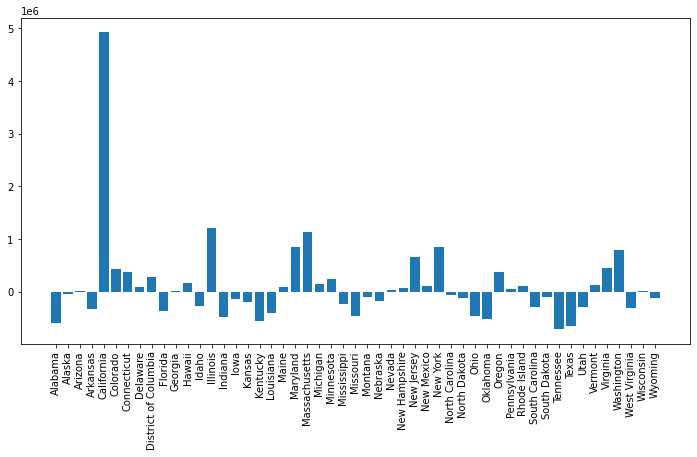 1e6
5
4
3
2
1
0
Alabama
Alaska
Arizona
Arkansas
California
Colorado
Connecticut
Delaware
District of Columbia
Florida
Georgia
Hawaii
Idaho
Illinois
Indiana
Iowa
Kansas
Kentucky
Louisiana
Maine
Maryland
Massachusetts
Michigan
Minnesota
Mississippi
Missouri
Montana
Nebraska
Nevada
New Hampshire
New Jersey
New Mexico
New York
North Carolina
North Dakota
Ohio
Oklahoma
Oregon
Pennsylvania
Rhode Island
South Carolina
South Dakota
Tennessee
Texas
Utah
Vermont
Virginia
Washington
West Virginia
Wisconsin
Wyoming